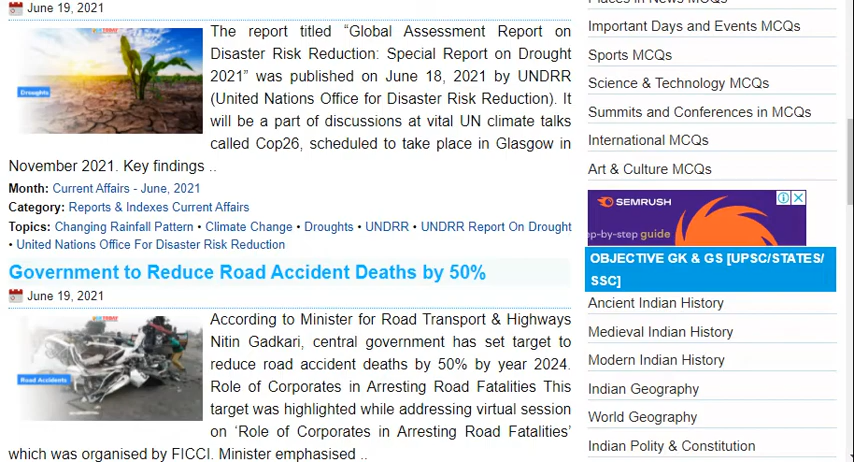 June 19, 2021
The report titled “Global Assessment Report on
Disaster Risk Reduction: Special Report on Drought
2021” was published on June 18, 2021 by UNDRR
(United Nations Office for Disaster Risk Reduction). It
will be a part of discussions at vital UN climate talks
called Cop26, scheduled to take place in Glasgow in
November 2021. Key findings ..
Droughts
Month: Current Affairs - June, 2021
Category: Reports & Indexes Current Affairs
Topics: Changing Rainfall Pattern • Climate Change • Droughts • UNDRR • UNDRR Report On Drought
• United Nations Office For Disaster Risk Reduction
Government to Reduce Road Accident Deaths by 50%
June 19, 2021
According to Minister for Road Transport & Highways
Nitin Gadkari, central government has set target to
reduce road accident deaths by 50% by year 2024.
Role of Corporates in Arresting Road Fatalities This
target was highlighted while addressing virtual session
on ‘Role of Corporates in Arresting Road Fatalities’
which was organised by FICCI. Minister emphasised ..
Road Accidents
Important Days and Events MCQs
Sports MCQs
Science & Technology MCQs
Summits and Conferences in MCQs
International MCQs
Art & Culture MCQs
SEMRUSH
ep-by-step guide
OBJECTIVE GK & GS [UPSC/STATES/
SSC]
Ancient Indian History
Medieval Indian History
Modern Indian History
Indian Geography
World Geography
Indian Polity & Constitution